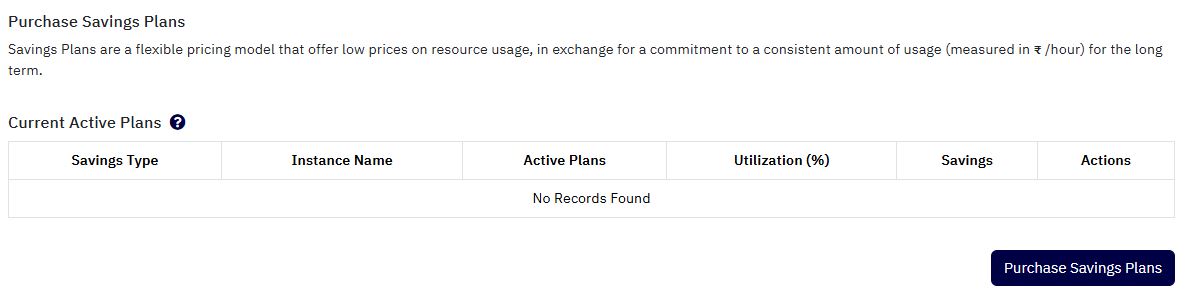 Purchase Savings Plans
Savings Plans are a flexible pricing model that offer low prices on resource usage, in exchange for a commitment to a consistent amount of usage (measured in ₹ /hour) for the long
term.
Current Active Plans ?
Savings Type Instance Name Active Plans Utilization (%) Savings Actions
No Records Found
Purchase Savings Plans